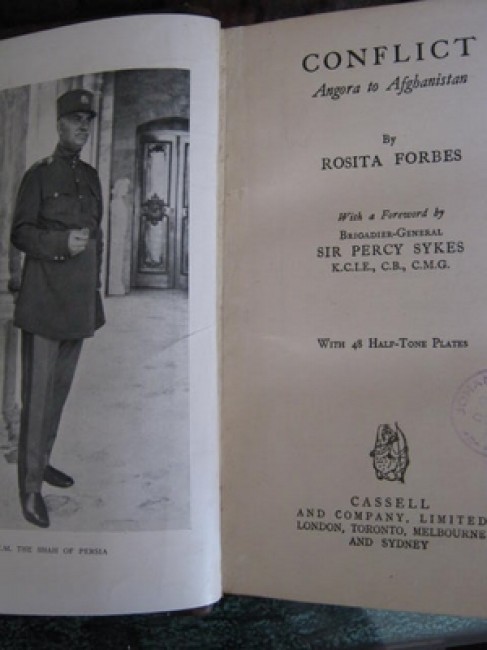 .M. THE SHAH OF PERSIA
CONFLICT
Angora to Afghanistan
By
ROSITA FORBES
With a Foreword by
BRIGADIER-GENERAL
SIR PERCY SYKES
K.C.I.E., C.B., C.M.G.
WITH 48 HALF-TONE PLATES
CASSELL
AND COMPANY, LIMITED
LONDON, TORONTO, MELBOURNE
AND SYDNEY